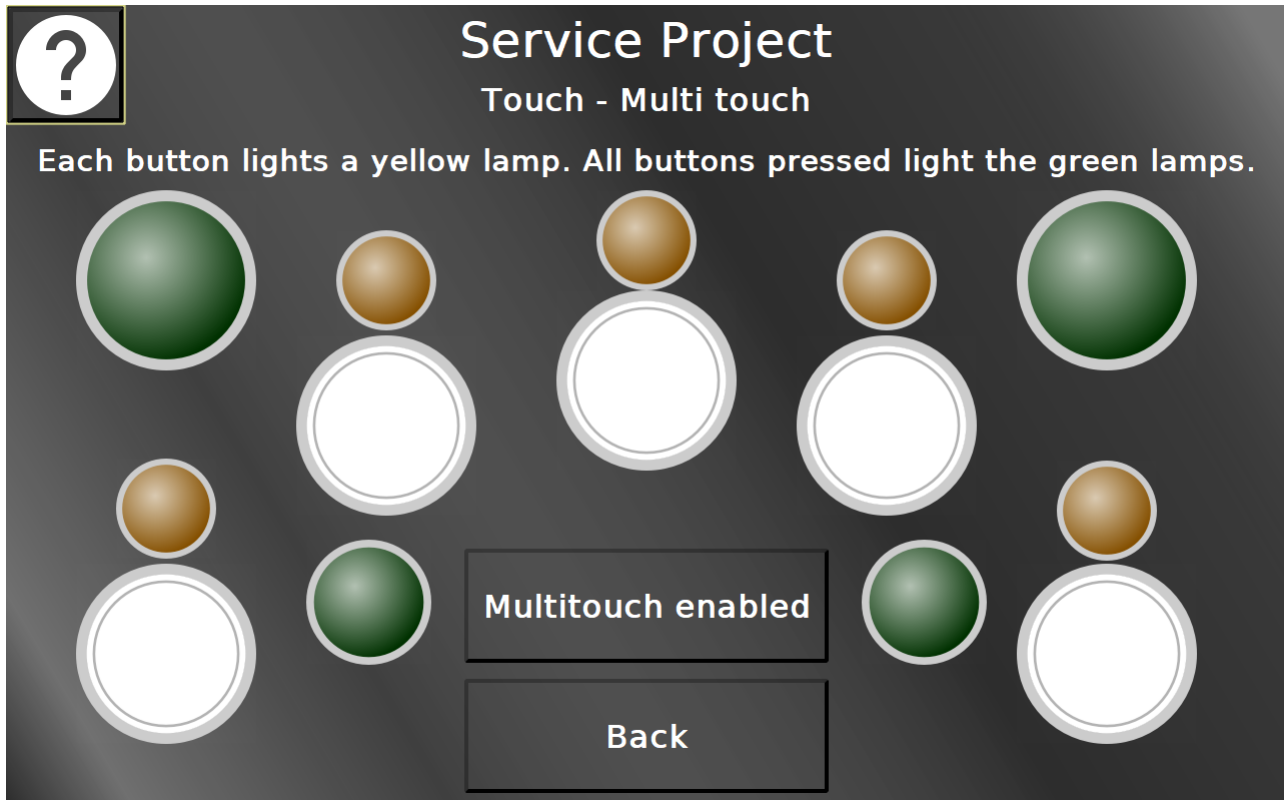 ?
Service Project
Touch - Multi touch
Each button lights a yellow lamp. All buttons pressed light the green lamps.
Multitouch enabled
Back